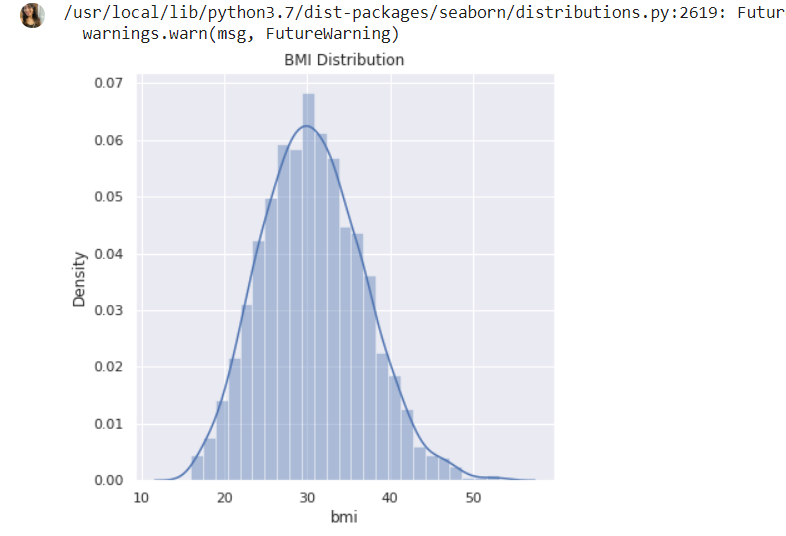 /usr/local/lib/python3.7/dist-packages/seaborn/distributions.py:2619: Futur
warnings.warn(msg, FutureWarning)
BMI Distribution
0.07
0.06
0.05
0.04
0.03
0.02
0.01
0.00
Density
10 20 30 40 50
bmi